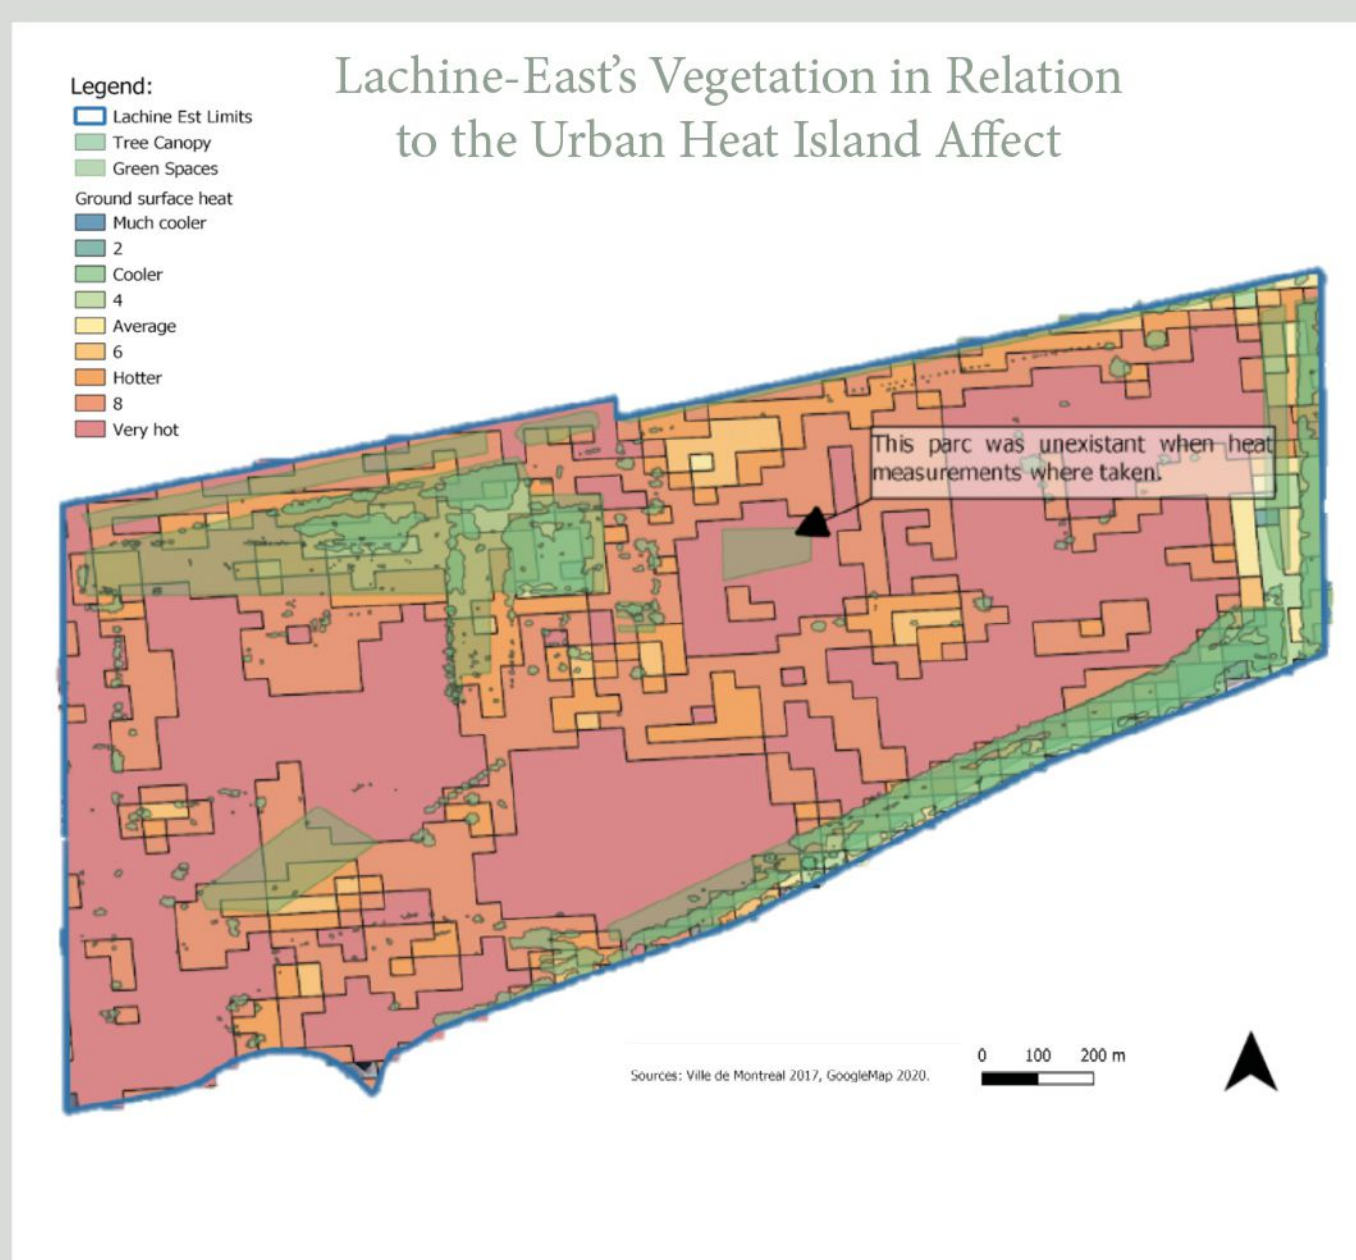 Lachine-East's Vegetation in Relation
to the Urban Heat Island Affect
Legend:
Lachine Est Limits
Tree Canopy
Green Spaces
Ground surface heat
Much cooler
2
Cooler
4
Average
6
Hotter
8
Very hot
This parc was unexistant when heat
measurements where taken.
Sources: Ville de Montreal 2017, GoogleMap 2020.
0 100 200 m